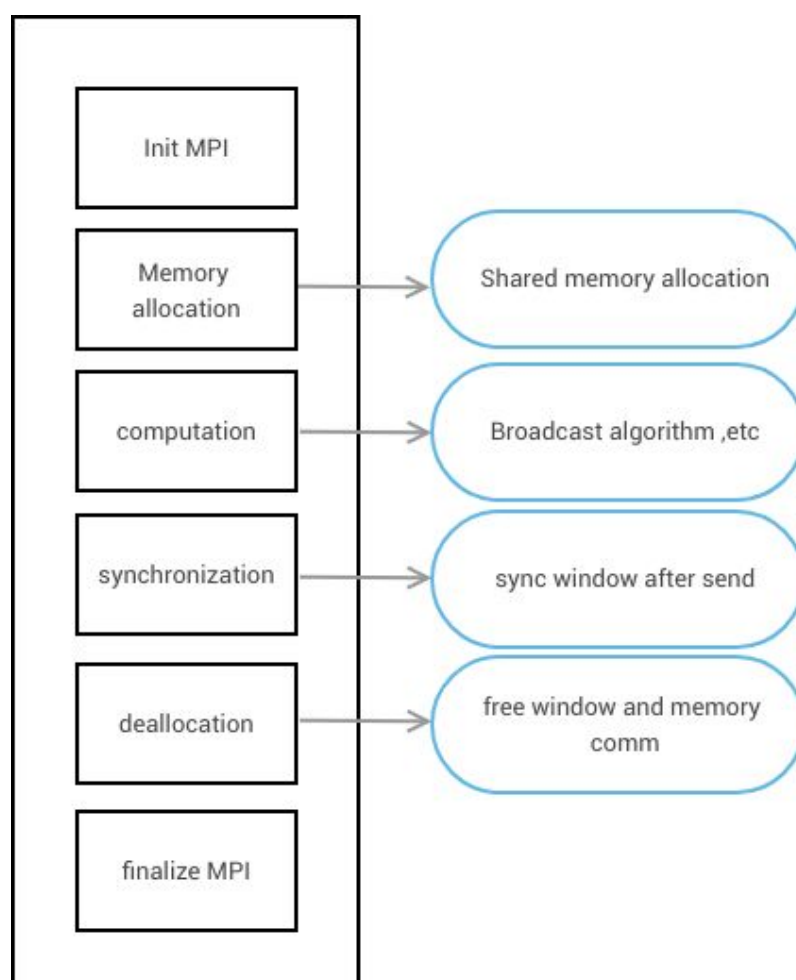 Init MPI
Memory
allocation
Shared memory allocation
computation
Broadcast algorithm ,etc
synchronization
sync window after send
deallocation
free window and memory
comm
finalize MPI